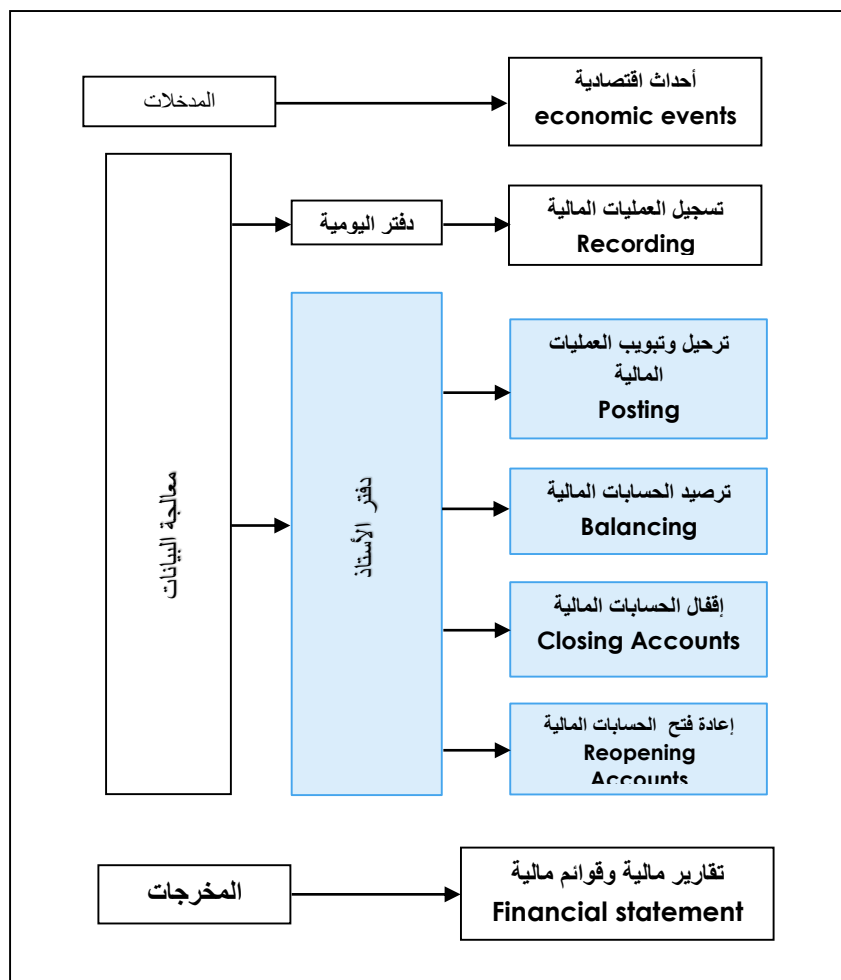 المدخلات
أحداث اقتصادية
economic events
معالجة البيانات
دفتر اليومية
تسجيل العمليات المالية
Recording
دفتر الأستاذ
ترحيل وتبويب العمليات
المالية
Posting
ترصيد الحسابات المالية
Balancing
إقفال الحسابات المالية
Closing Accounts
إعادة فتح الحسابات المالية
Reopening
Accounts
المخرجات
تقارير مالية وقوائم مالية
Financial statement